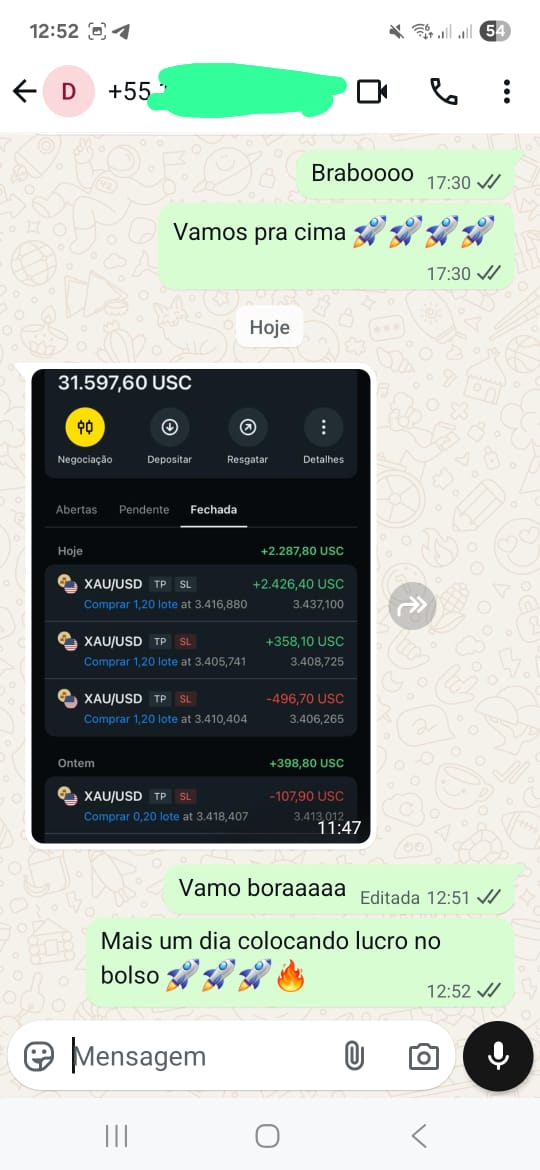 12:52
54
D
+55
Braboooo 17:30
Vamos pra cima 🚀🚀🚀🚀
17:30
Hoje
31.597,60 USC
Negociação Depositar Resgatar Detalhes
Abertas Pendente Fechada
Hoje +2.287,80 USC
XAU/USD TP SL +2.426,40 USC
Comprar 1,20 lote at 3.416,880 3.437,100
XAU/USD TP SL +358,10 USC
Comprar 1,20 lote at 3.405,741 3.408,725
XAU/USD TP SL -496,70 USC
Comprar 1,20 lote at 3.410,404 3.406,265
Ontem +398,80 USC
XAU/USD TP SL -107,90 USC
Comprar 0,20 lote at 3.418,407 3.413,012
11:47
Vamo boraaaaa Editada 12:51
Mais um dia colocando lucro no
bolso 🚀🚀🚀🔥
12:52
Mensagem